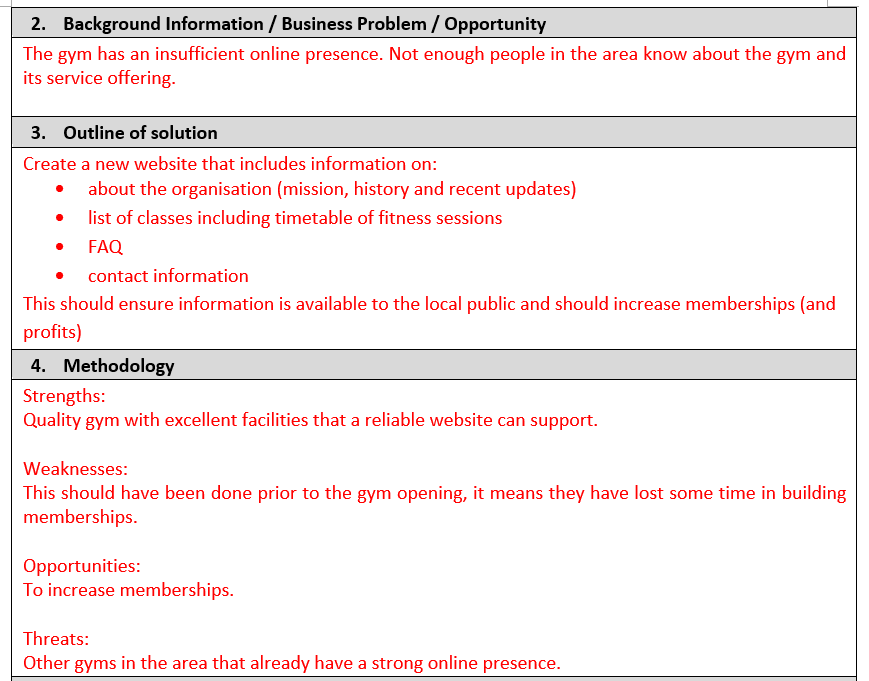 2. Background Information / Business Problem / Opportunity
The gym has an insufficient online presence. Not enough people in the area know about the gym and
its service offering.
3. Outline of solution
Create a new website that includes information on:
• about the organisation (mission, history and recent updates)
• list of classes including timetable of fitness sessions
• FAQ
• contact information
This should ensure information is available to the local public and should increase memberships (and
profits)
4. Methodology
Strengths:
Quality gym with excellent facilities that a reliable website can support.
Weaknesses:
This should have been done prior to the gym opening, it means they have lost some time in building
memberships.
Opportunities:
To increase memberships.
Threats:
Other gyms in the area that already have a strong online presence.